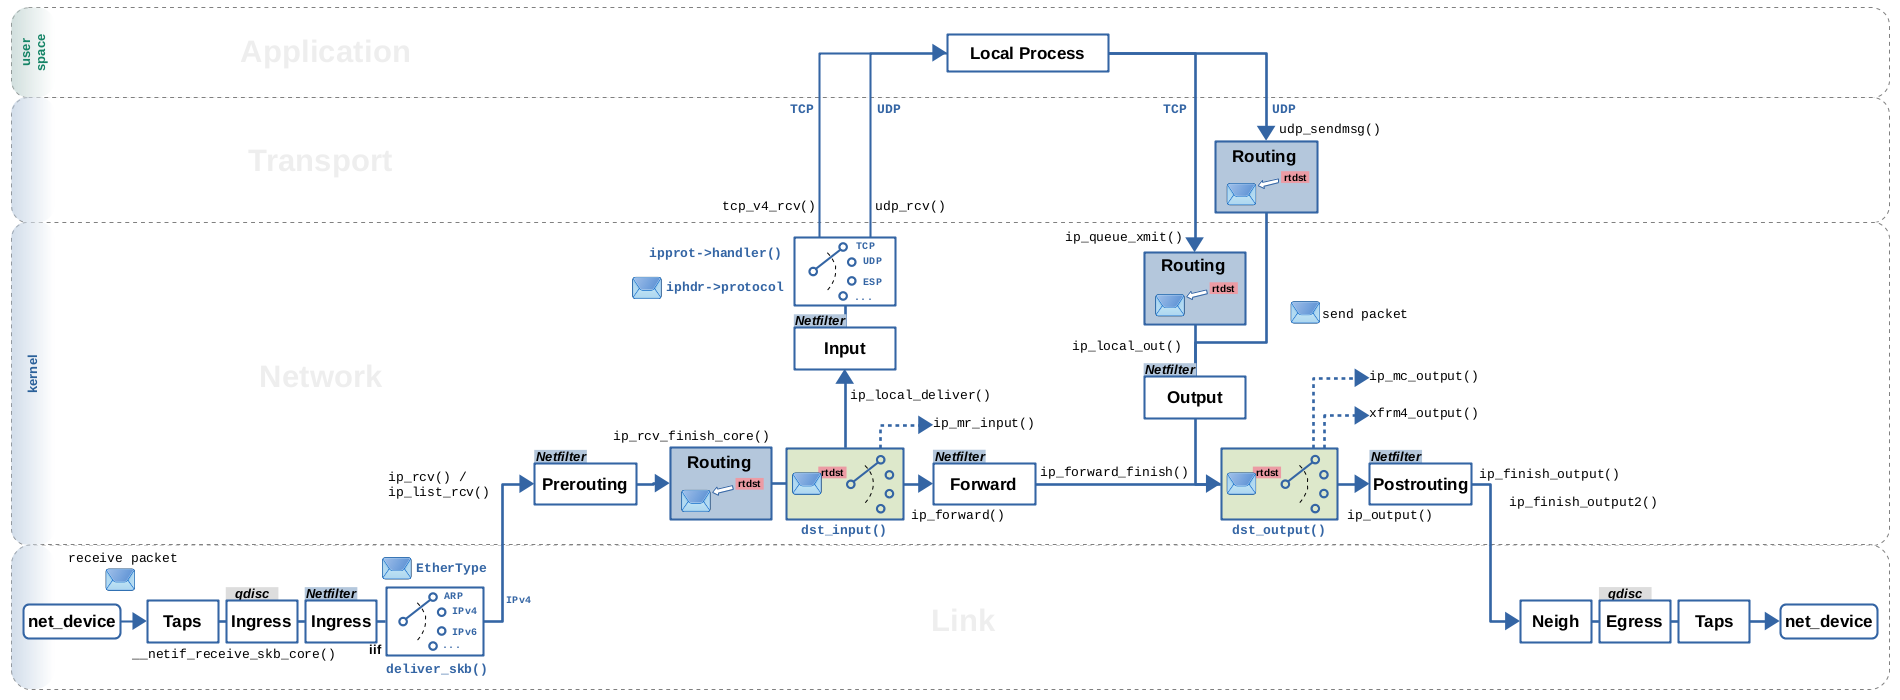 user
space
Application
Local Process
TCP
UDP
TCP
UDP
udp_sendmsg()
Transport
Routing
rtdst
tcp_v4_rcv()
udp_rcv()
kernel
ip_queue_xmit()
ipprot->handler()
TCP
UDP
ESP
...
iphdr->protocol
Routing
rtdst
send packet
Netfilter
Input
ip_local_out()
Netfilter
Output
Network
ip_mc_output()
xfrm4_output()
ip_local_deliver()
ip_mr_input()
ip_rcv_finish_core()
ip_rcv() /
ip_list_rcv()
Netfilter
Prerouting
Routing
rtdst
rtdst
dst_input()
Netfilter
Forward
ip_forward()
ip_forward_finish()
rtdst
dst_output()
Netfilter
Postrouting
ip_output()
ip_finish_output()
ip_finish_output2()
receive packet
EtherType
net_device
Taps
qdisc
Ingress
Netfilter
Ingress
__netif_receive_skb_core()
iif
ARP
IPv4
IPv6
...
deliver_skb()
IPv4
Link
Neigh
qdisc
Egress
Taps
net_device